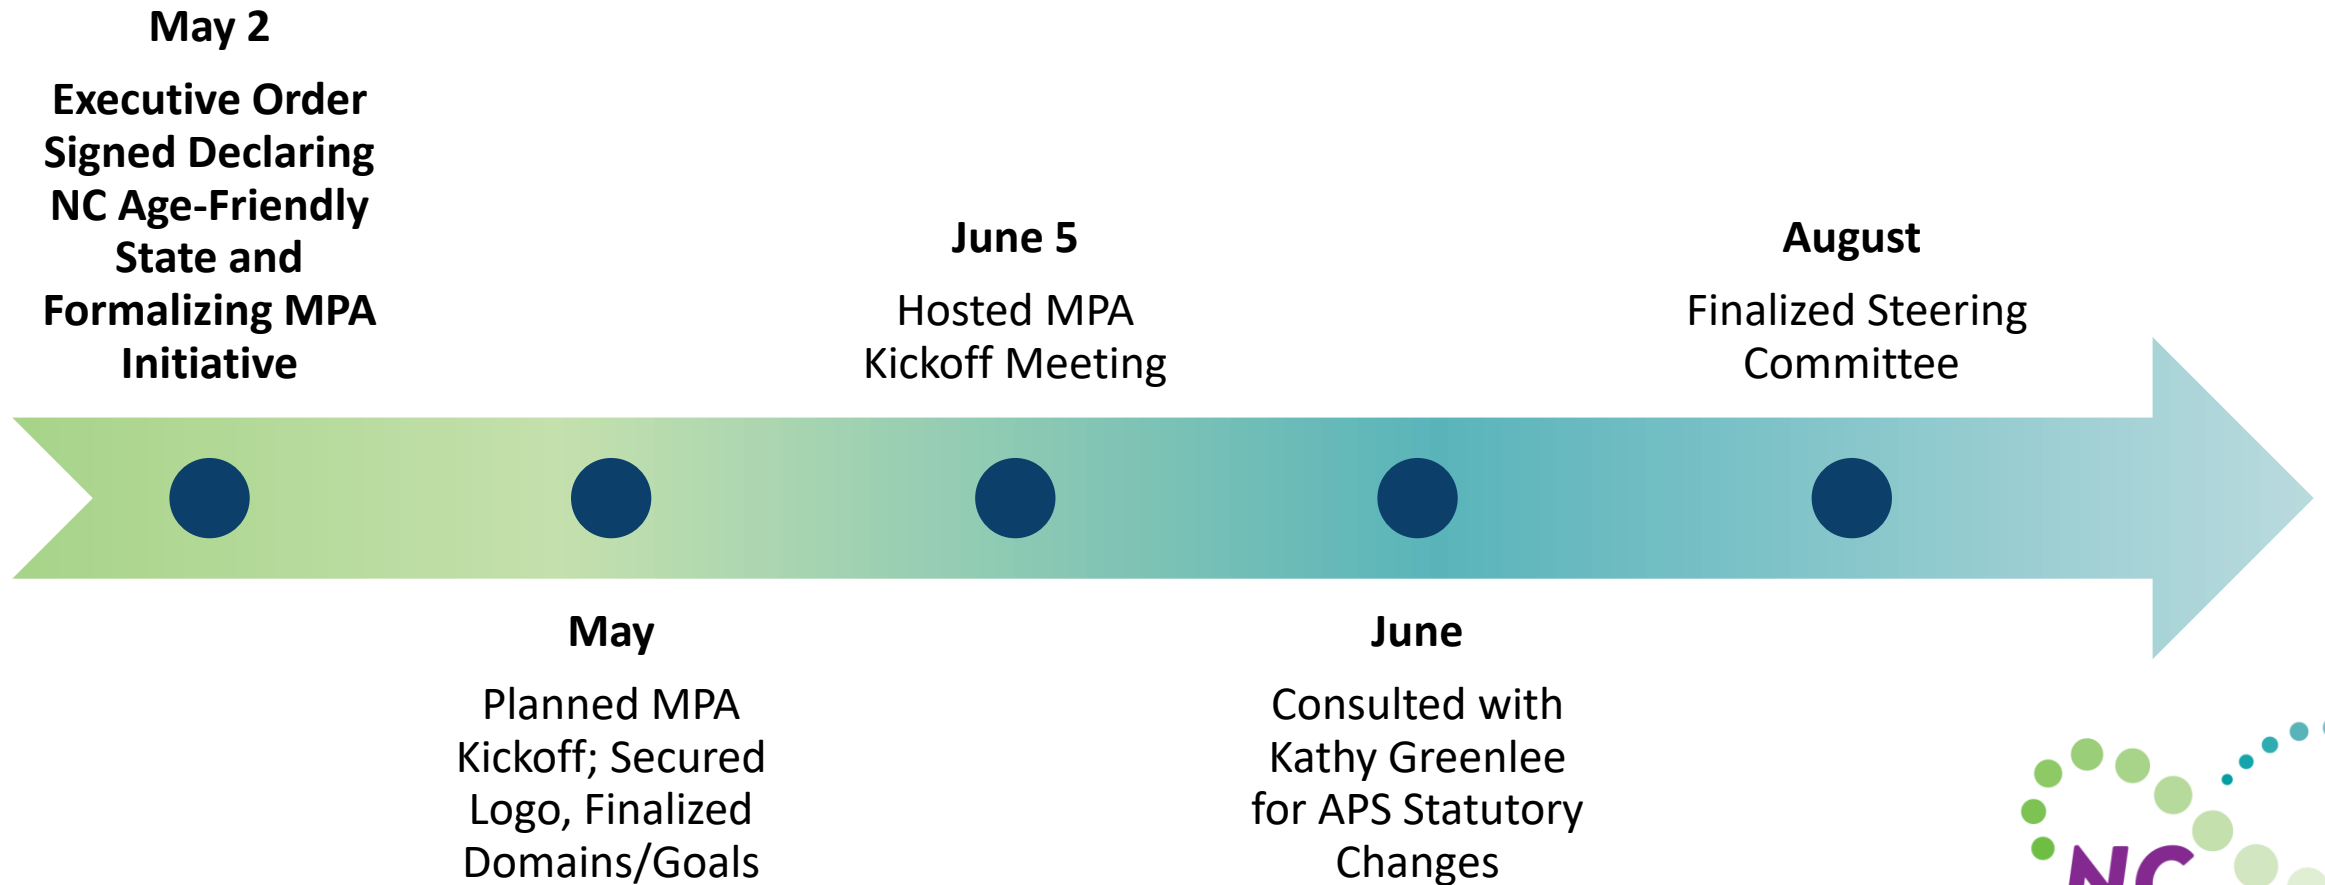 May 2
Executive Order
Signed Declaring
NC Age-Friendly
State and
Formalizing MPA
Initiative
May
Planned MPA
Kickoff; Secured
Logo, Finalized
Domains/Goals
June 5
Hosted MPA
Kickoff Meeting
June
Consulted with
Kathy Greenlee
for APS Statutory
Changes
August
Finalized Steering
Committee
NC